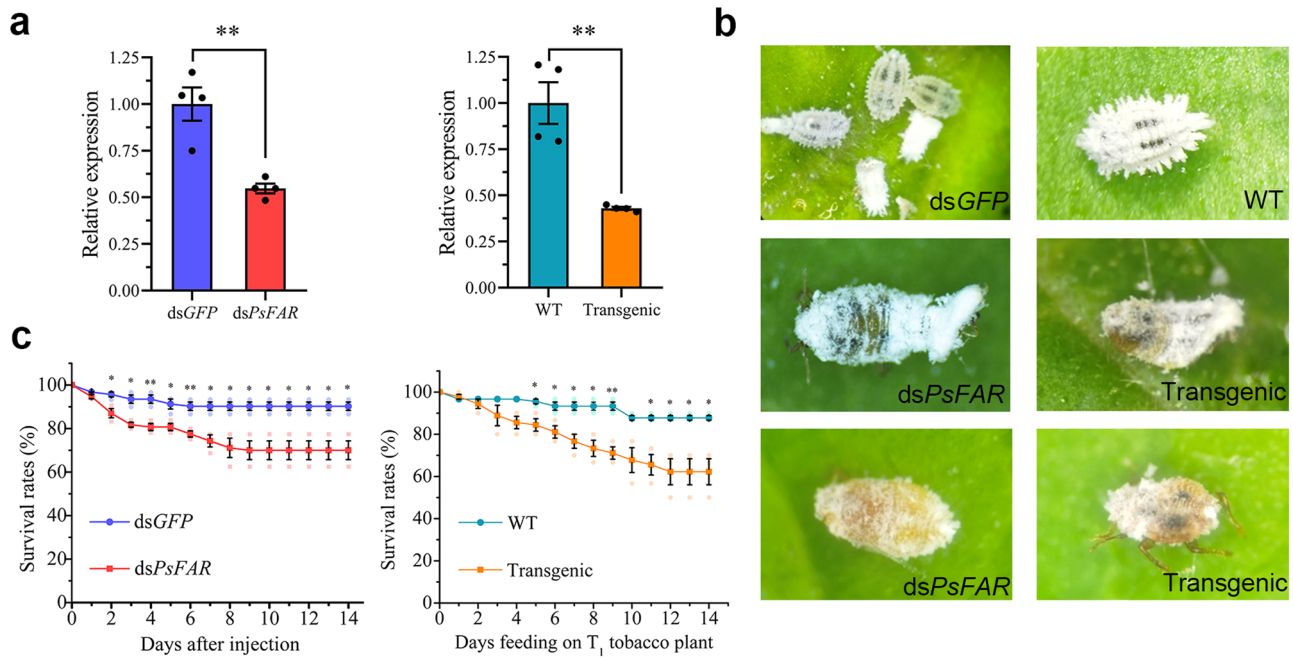 a
**
Relative expression
1.25
1.00
0.75
0.50
0.25
0.00
dsGFP dsPsFAR
**
Relative expression
1.25
1.00
0.75
0.50
0.25
0.00
WT Transgenic
b
dsGFP
WT
dsPsFAR
Transgenic
dsPsFAR
Transgenic
c
Survival rates (%)
100
80
60
40
20
0
* * ** * ** * * * * * * * *
dsGFP
dsPsFAR
0 2 4 6 8 10 12 14
Days after injection
Survival rates (%)
100
80
60
40
20
0
* * * * ** * * * *
WT
Transgenic
0 2 4 6 8 10 12 14
Days feeding on T1 tobacco plant